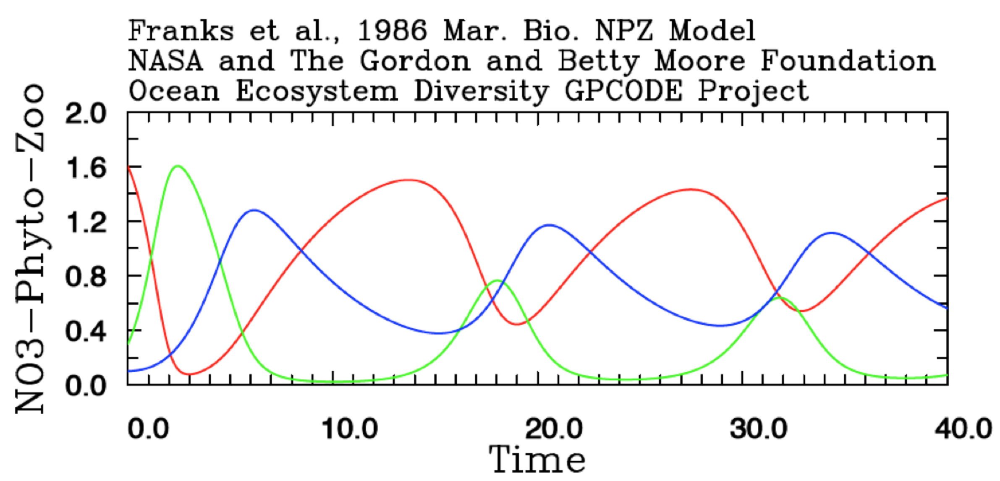 Franks et al., 1986 Mar. Bio. NPZ Model
NASA and The Gordon and Betty Moore Foundation
Ocean Ecosystem Diversity GPCODE Project
NO3-Phyto-Zoo
2.0
1.6
1.2
0.8
0.4
0.0
0.0 10.0 20.0 30.0 40.0
Time